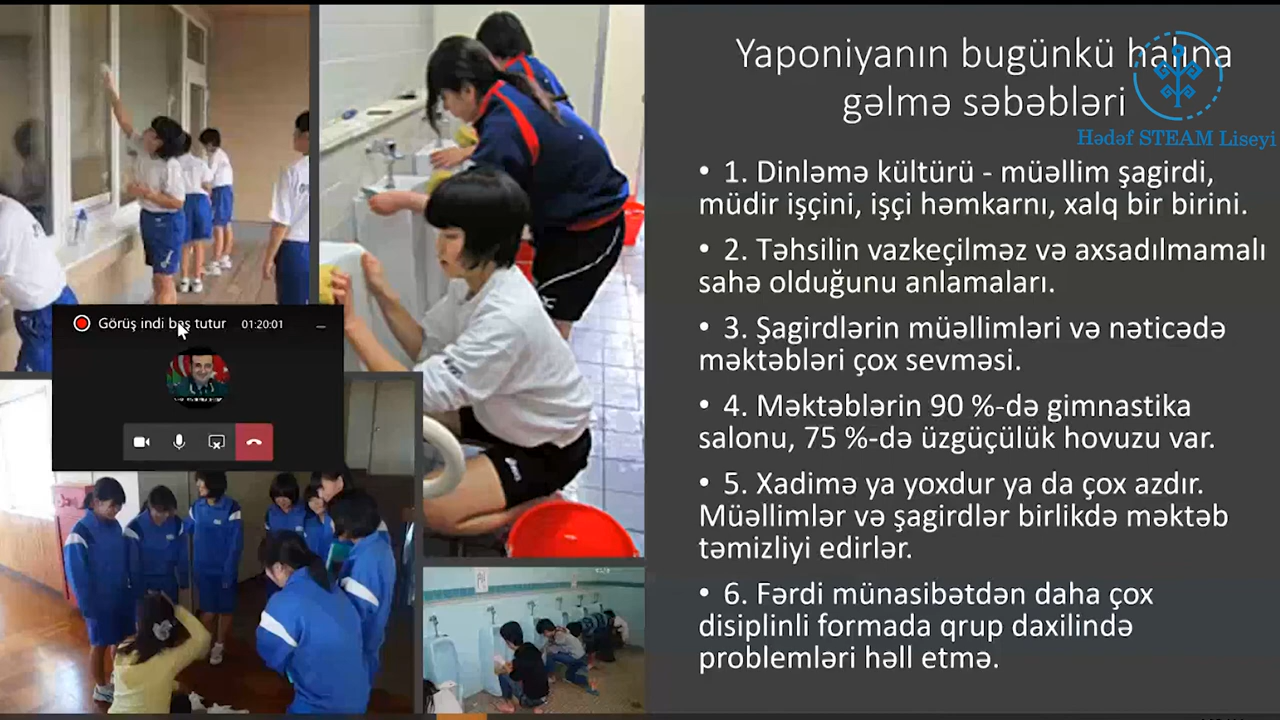 Yaponiyanın bugünkü halına
gəlmə səbəbləri
Hədəf STEAM Liseyi
• 1. Dinləmə kültürü - müəllim şagirdi,
müdir işçini, işçi həmkarnı, xalq bir birini.
• 2. Təhsilin vazkeçilməz və axsadılmamalı
sahə olduğunu anlamaları.
• 3. Şagirdlərin müəllimləri və nəticədə
məktəbləri çox sevməsi.
• 4. Məktəblərin 90 %-də gimnastika
salonu, 75 %-də üzgüçülük hovuzu var.
• 5. Xadimə ya yoxdur ya da çox azdır.
Müəllimlər və şagirdlər birlikdə məktəb
təmizliyi edirlər.
• 6. Fərdi münasibətdən daha çox
disiplinli formada qrup daxilində
problemləri həll etmə.
Görüş indi baş tutur 01:20:01